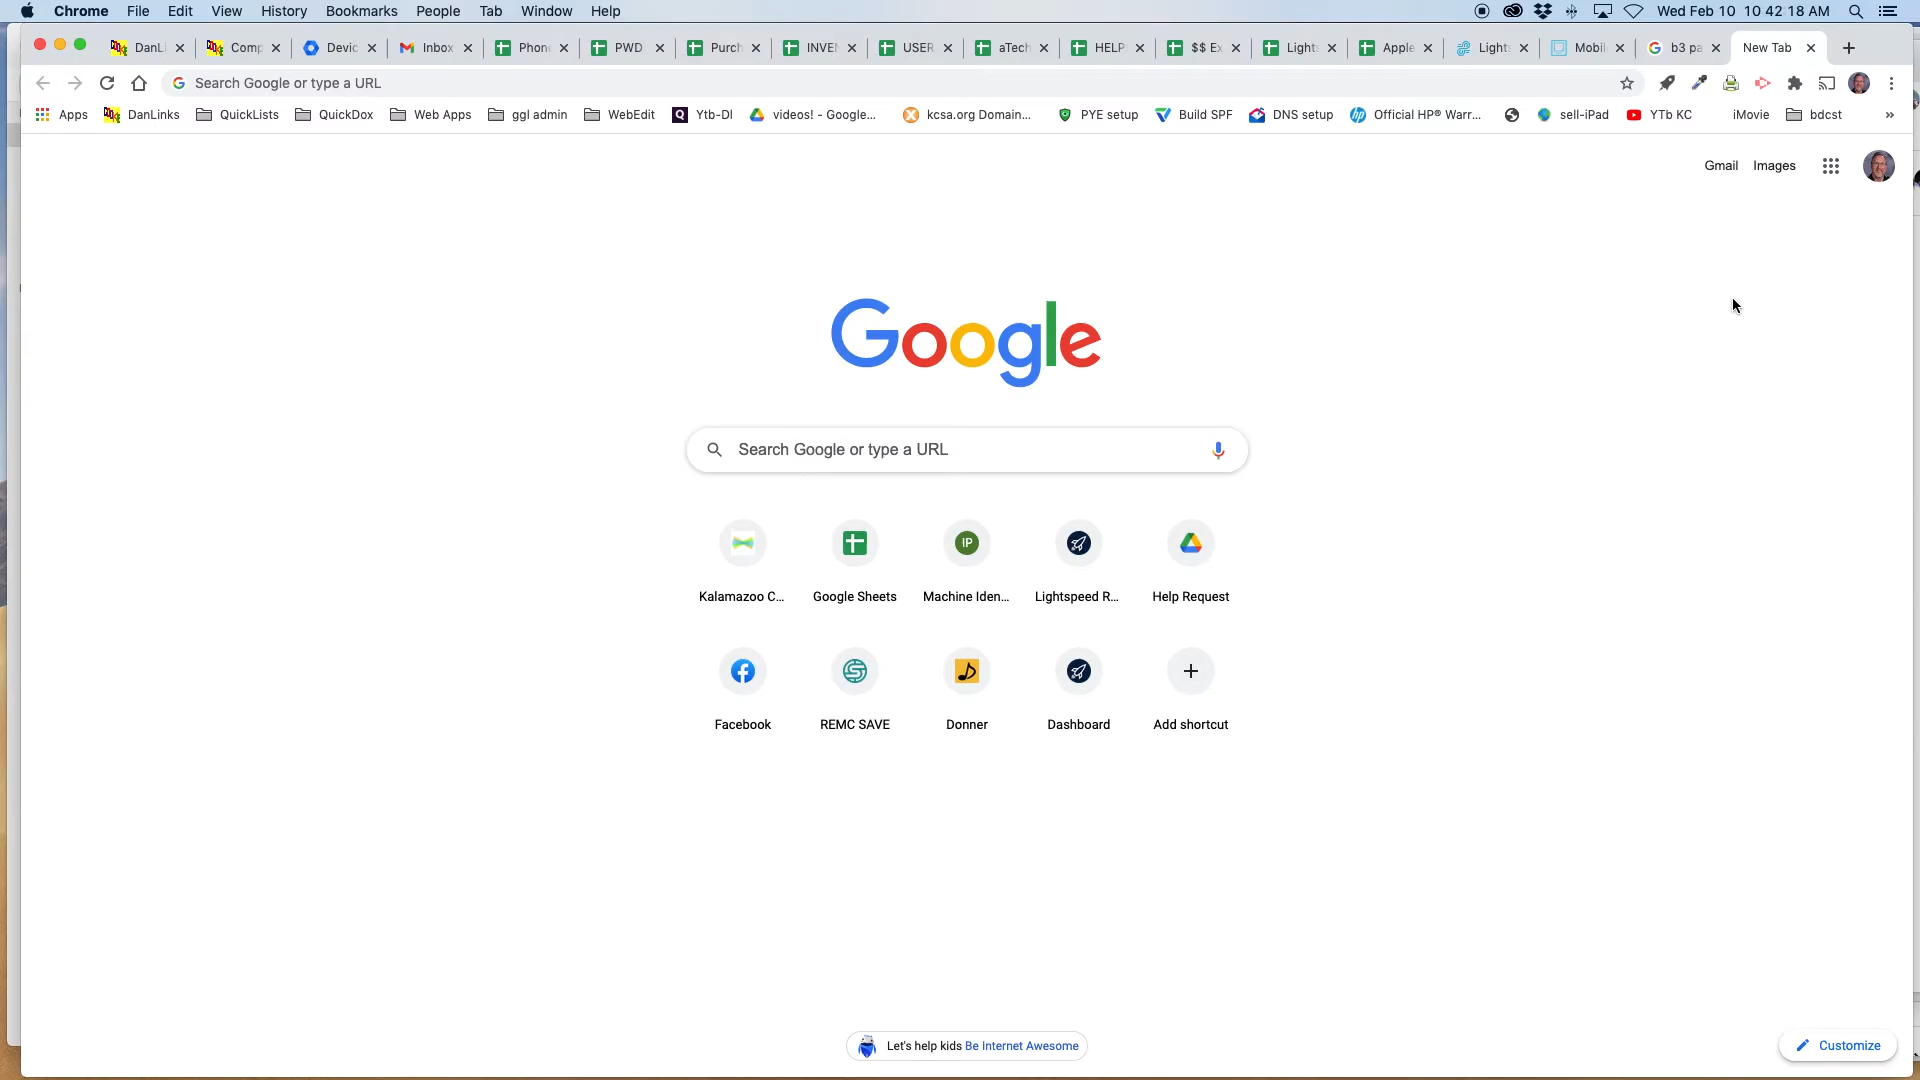 Chrome File Edit View History Bookmarks People Tab Window Help Wed Feb 10 10 42 18 AM
DanLi Comp Devic Inbox Phon PWD Purch INVEN USER aTech HELP $$ Ex Lights Apple Lights Mobil b3 pa New Tab
Search Google or type a URL
Apps DanLinks QuickLists QuickDox Web Apps ggl admin WebEdit Ytb-Dl videos! - Google... kcsa.org Domain... PYE setup Build SPF DNS setup Official HP® Warr... sell-iPad YTb KC iMovie bdcst »
Gmail Images
Google
Search Google or type a URL
IP
Kalamazoo C... Google Sheets Machine Iden... Lightspeed R... Help Request
Facebook REMC SAVE Donner Dashboard Add shortcut
Let's help kids Be Internet Awesome
Customize